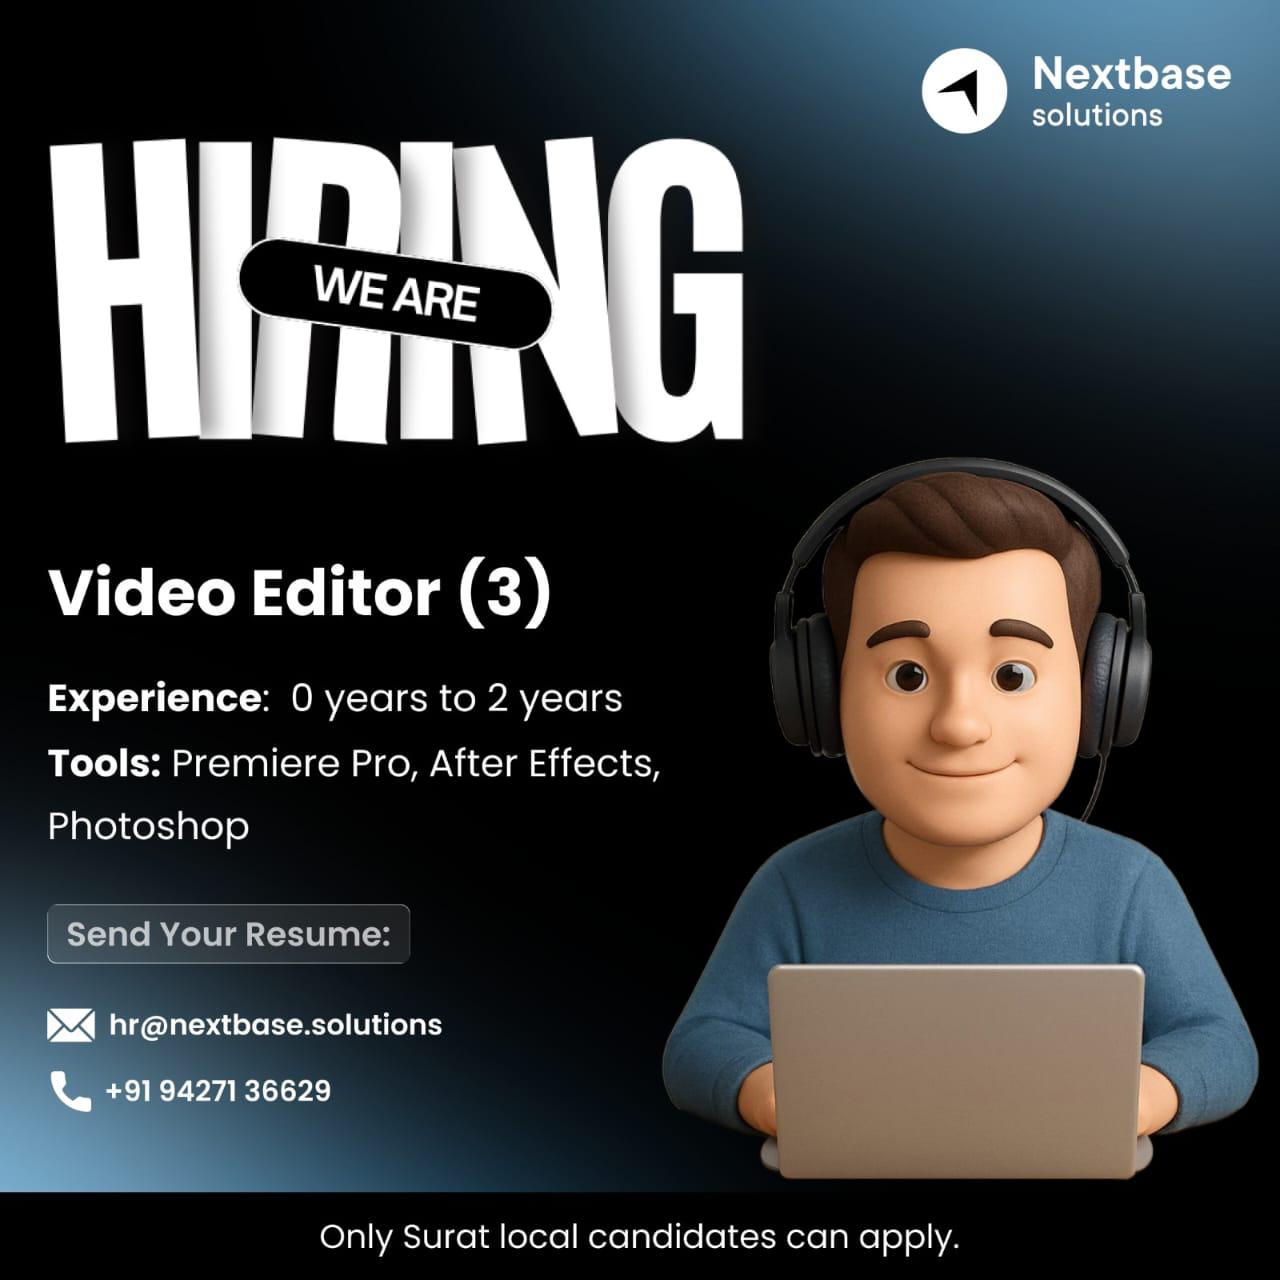 Nextbase
solutions
WE ARE
HIRING
Video Editor (3)
Experience: 0 years to 2 years
Tools: Premiere Pro, After Effects,
Photoshop
Send Your Resume:
hr@nextbase.solutions
+91 94271 36629
Only Surat local candidates can apply.